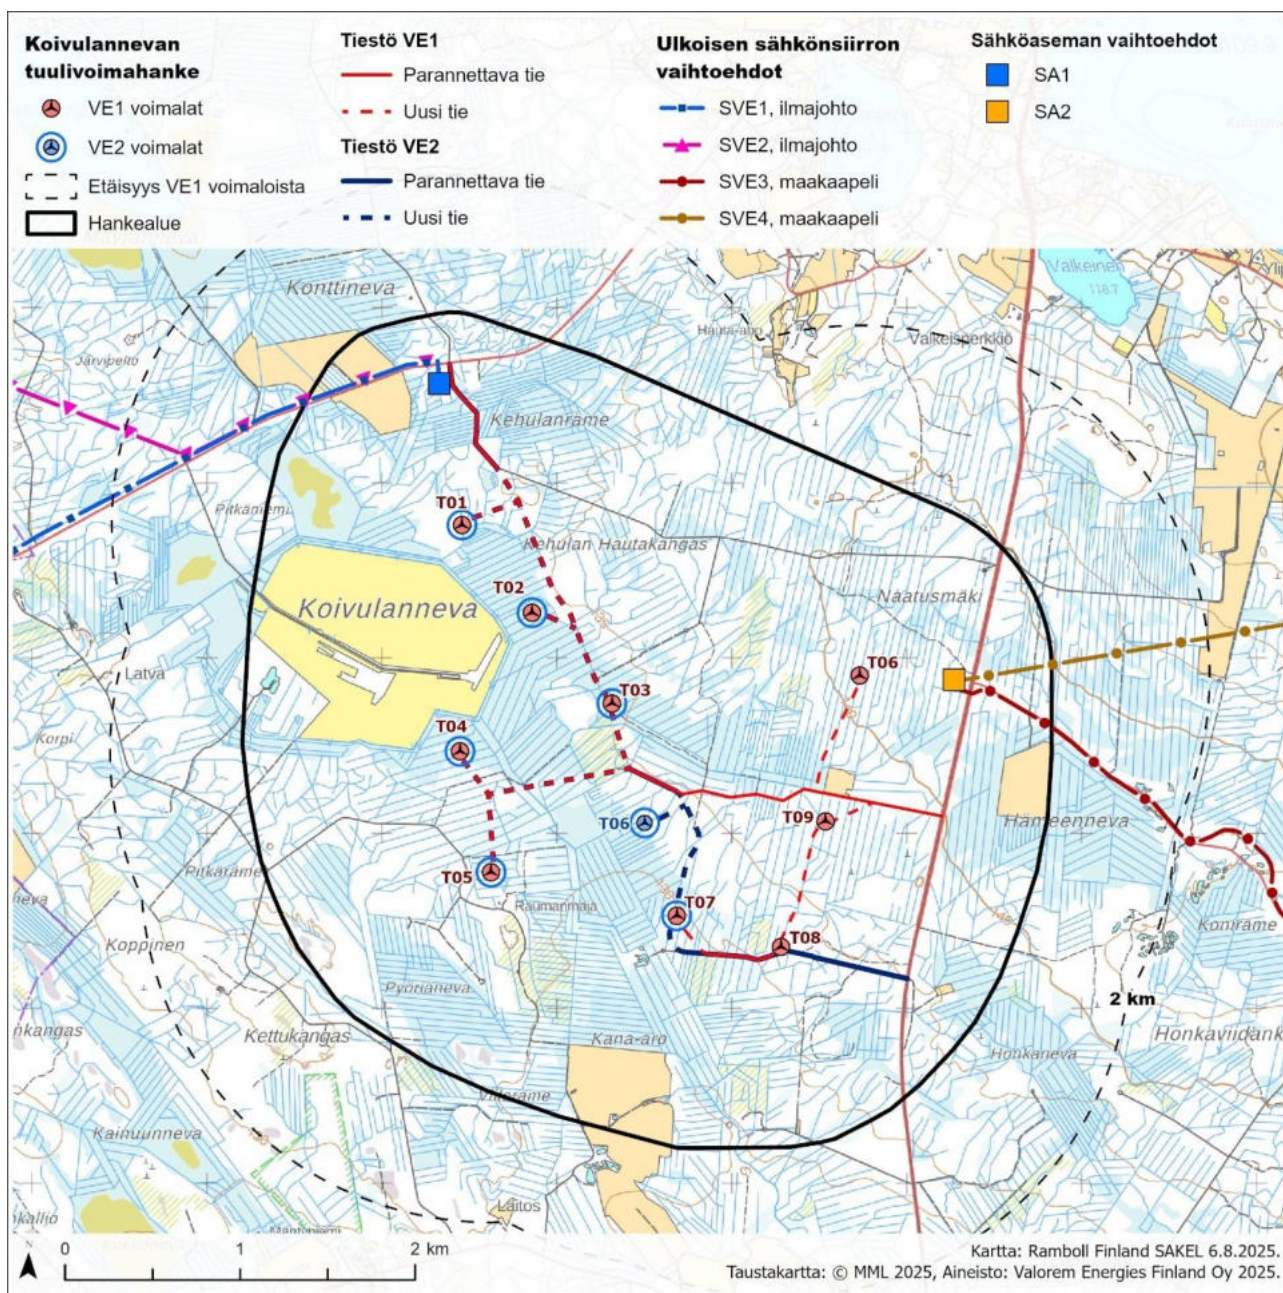 Koivulannevan
tuulivoimahanke
VE1 voimalat
VE2 voimalat
Etäisyys VE1 voimaloista
Hankealue
Tiestö VE1
Parannettava tie
Uusi tie
Tiestö VE2
Parannettava tie
Uusi tie
Ulkoisen sähkönsiirron
vaihtoehdot
SVE1, ilmajohto
SVE2, ilmajohto
SVE3, maakaapeli
SVE4, maakaapeli
Sähköaseman vaihtoehdot
SA1
SA2
Konttineva
Valkeinen
118.7
Hauta-aho
Valkeisperkkiö
Järvipelto
Kehulanräme
Pitkäniemi
T01
Kehulan Hautakangas
T02
Koivulanneva
Naatusmäki
Latva
T06
T03
Korpi
T04
T06
T09
Hämeenneva
Pitkäräme
T05
Raumanmaja
T07
Koniräme
Koppinen
T08
Pyöriäneva
2 km
Kettukangas
Kana-aro
Honkaneva
Honkaviidank
nkangas
neva
Villeräme
Kainuunneva
Laitos
nkalljo
N
0 1 2 km
Kartta: Ramboll Finland SAKEL 6.8.2025.
Taustakartta: © MML 2025, Aineisto: Valorem Energies Finland Oy 2025.